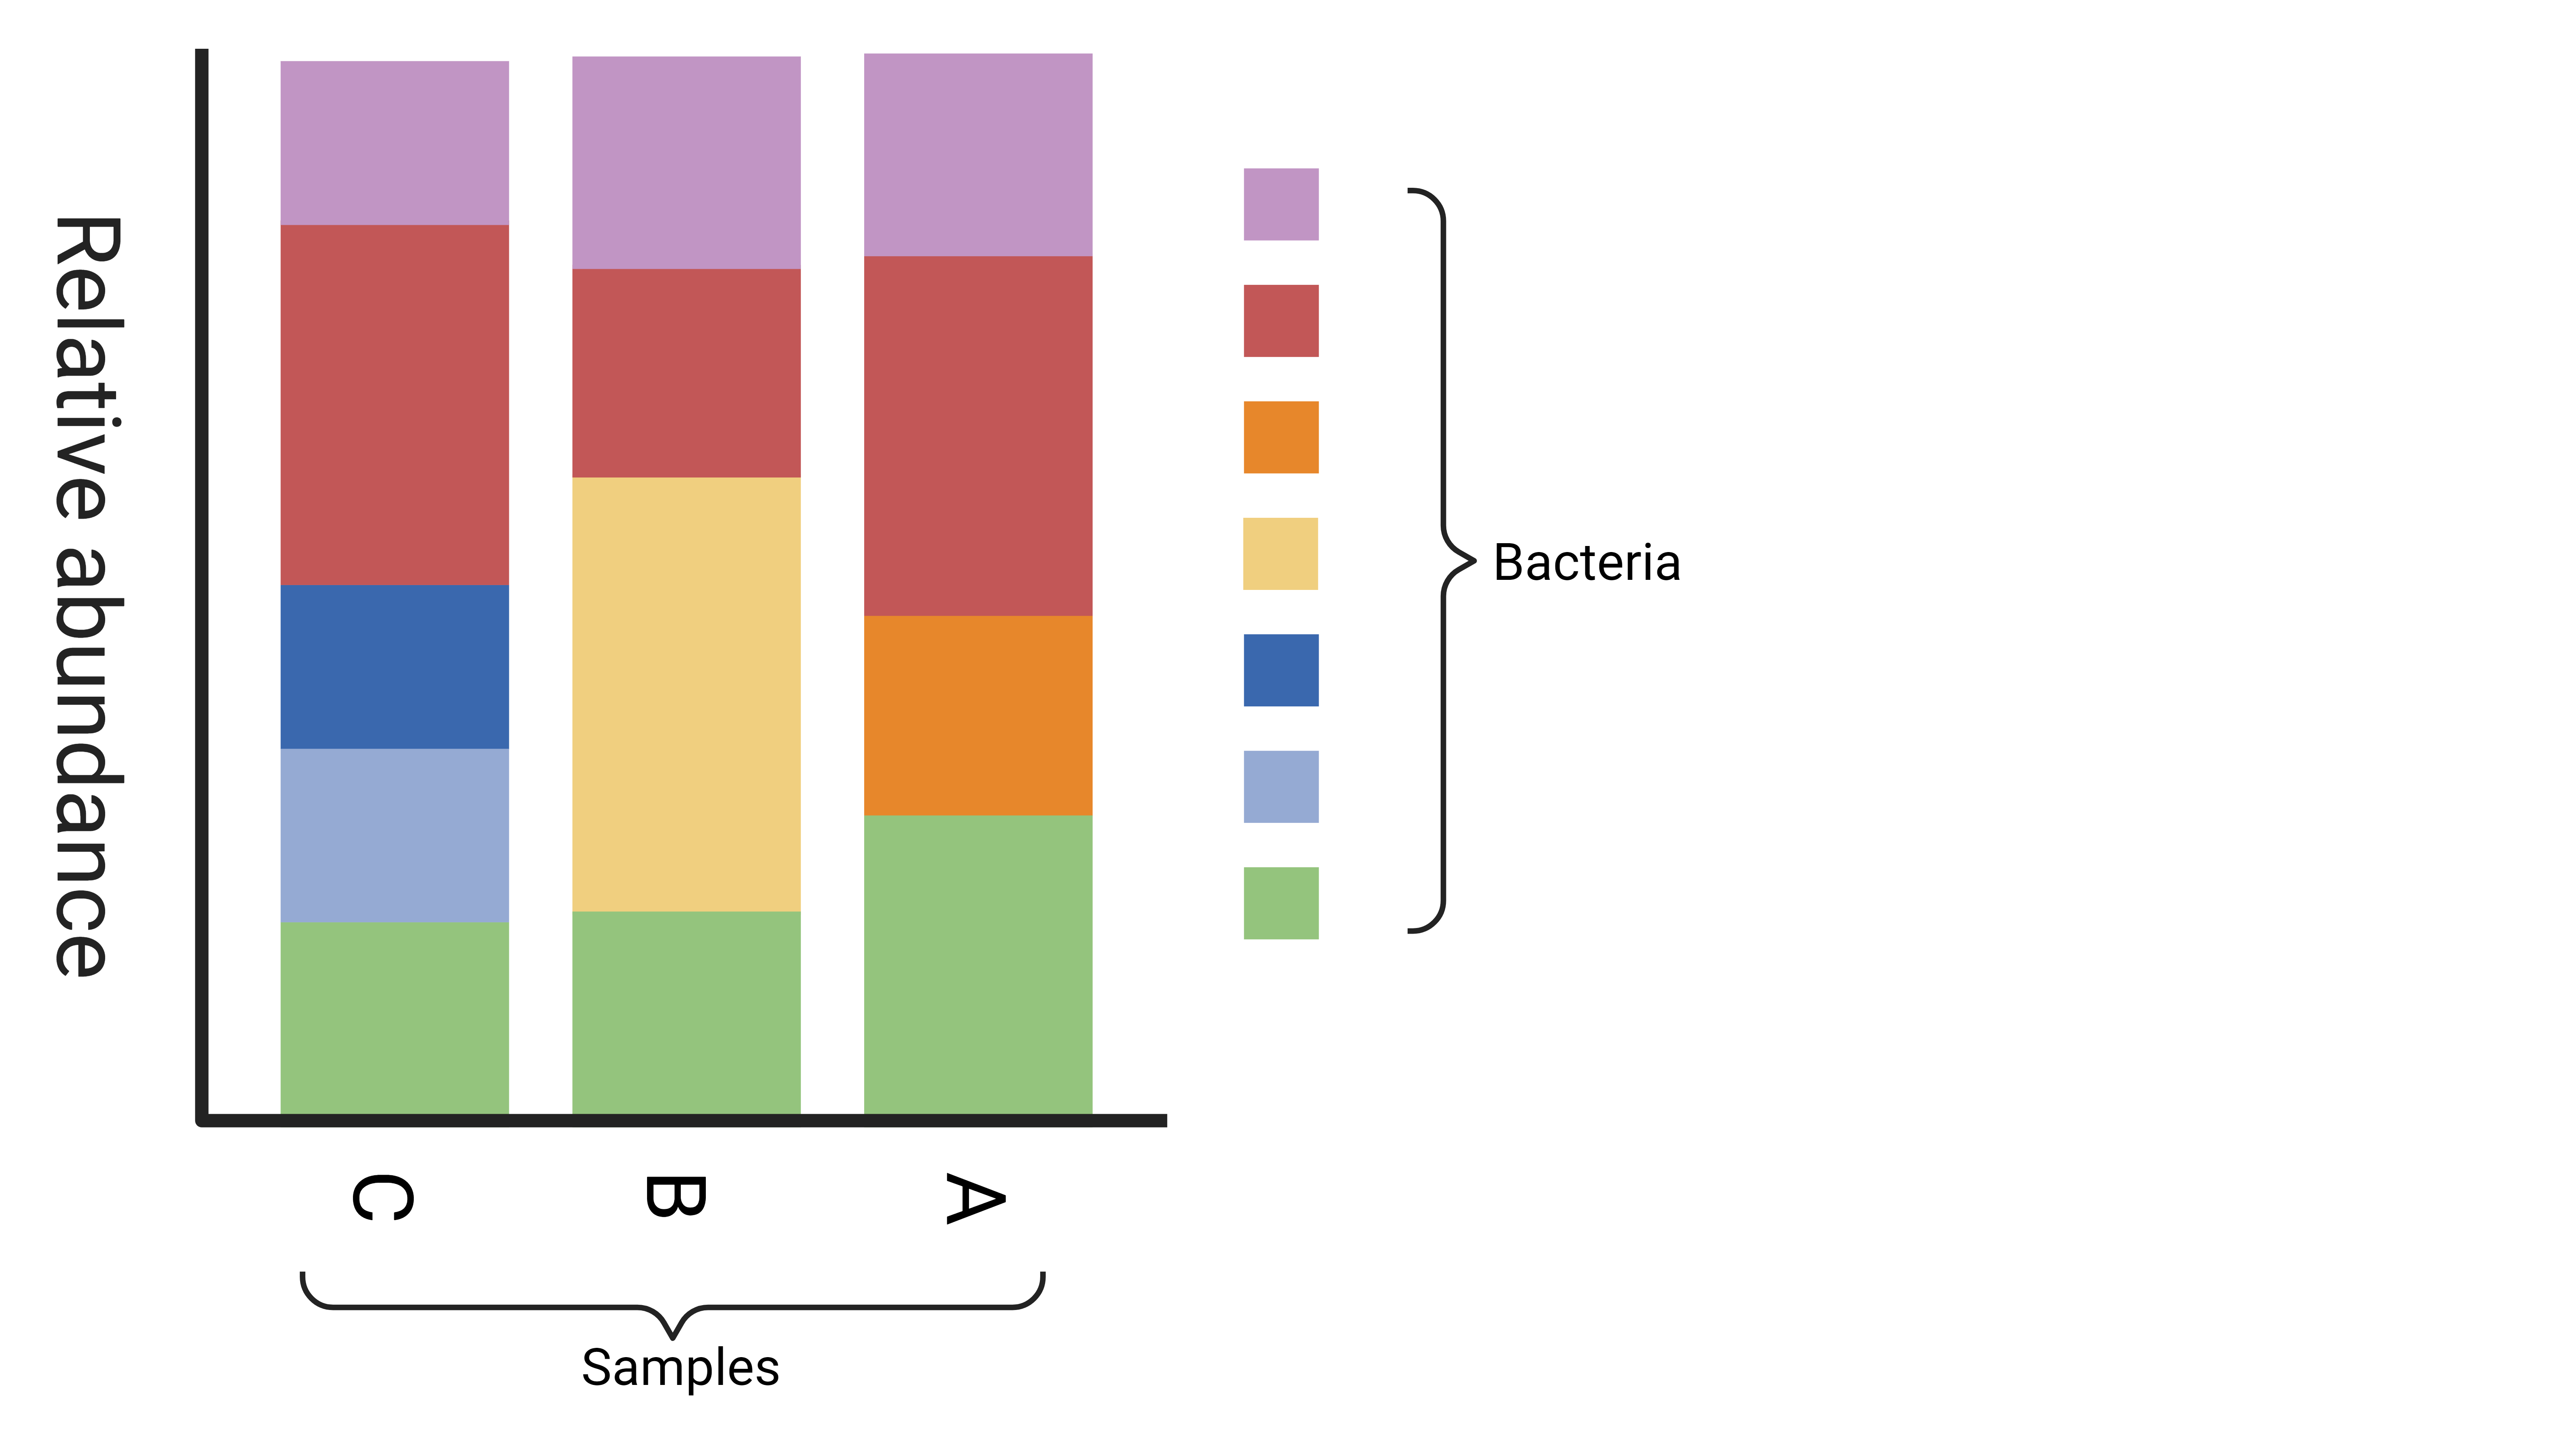 Relative abundance
Bacteria
C
B
A
Samples